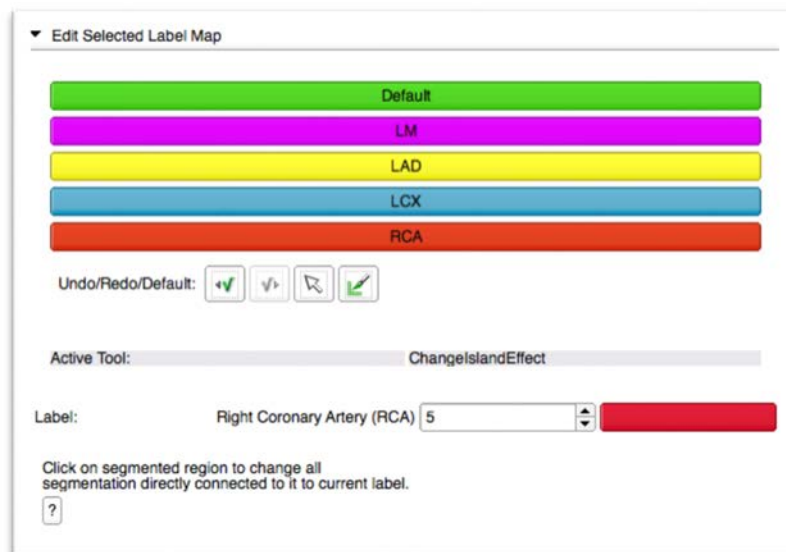 Edit Selected Label Map
Default
LM
LAD
LCX
RCA
Undo/Redo/Default:
Active Tool: ChangeIslandEffect
Label: Right Coronary Artery (RCA) 5
Click on segmented region to change all
segmentation directly connected to it to current label.
?